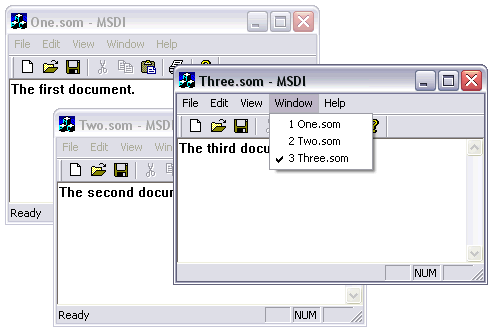 One.som - MSDI
File Edit View Window Help
The first document.
Ready
Two.som - MSDI
File Edit View Window
The second docum
Ready NUM
Three.som - MSDI
File Edit View Window Help
1 One.som
2 Two.som
✓ 3 Three.som
The third docu
NUM